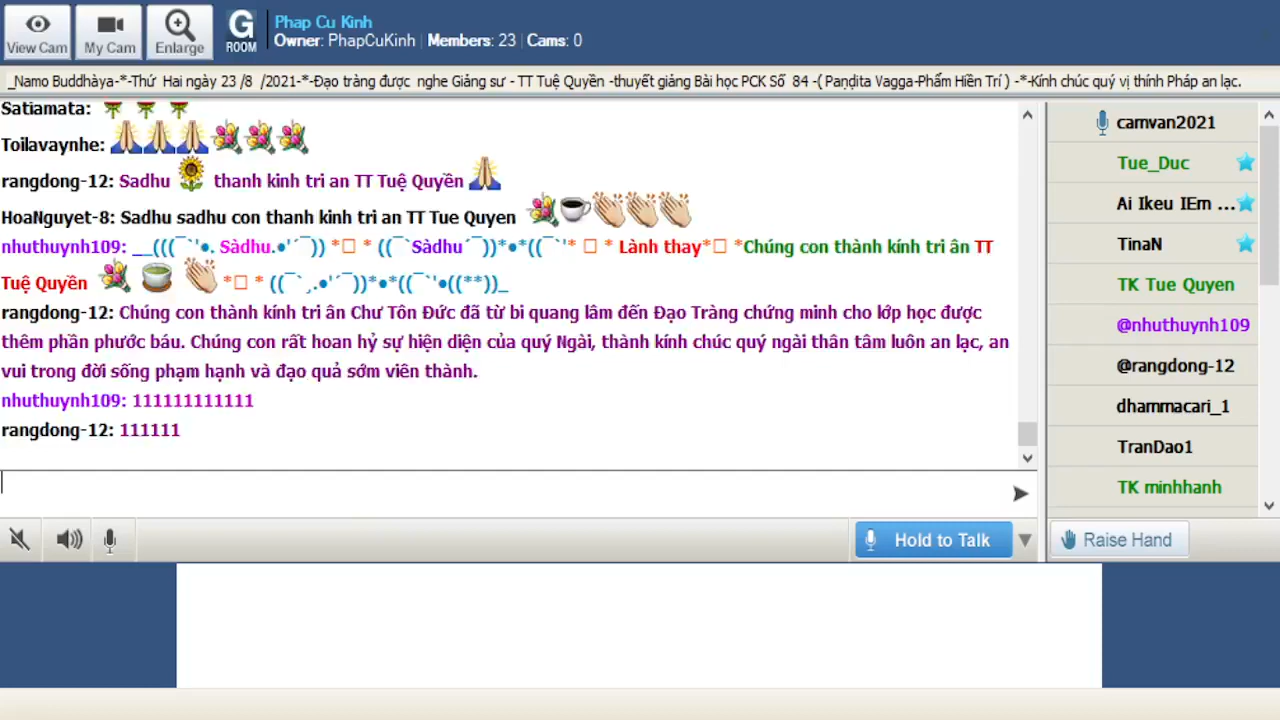 Phap Cu Kinh
View Cam
My Cam
Enlarge
G
ROOM
Owner: PhapCuKinh
Members: 23
Cams: 0
_Namo Buddhàya-*-Thứ Hai ngày 23 /8 /2021-*-Đạo tràng được nghe Giảng sư - TT Tuệ Quyền -thuyết giảng Bài học PCK Số 84 -( Paṇḍita Vagga-Phẩm Hiền Trí ) -*-Kính chúc quý vị thính Pháp an lạc.
Satiamata:
Toilavaynhe:
rangdong-12: Sadhu thanh kinh tri an TT Tuệ Quyền
HoaNguyet-8: Sadhu sadhu con thanh kinh tri an TT Tue Quyen
nhuthuynh109: __(((¯`'•. Sàdhu.•'´¯)) *□ * ((¯`Sàdhu´¯))*•*((¯`'* □ * Lành thay*□ *Chúng con thành kính tri ân TT
Tuệ Quyền *□ * ((¯`¸.•'´¯))*•*((¯`'•((**))_
rangdong-12: Chúng con thành kính tri ân Chư Tôn Đức đã từ bi quang lâm đến Đạo Tràng chứng minh cho lớp học được
thêm phần phước báu. Chúng con rất hoan hỷ sự hiện diện của quý Ngài, thành kính chúc quý ngài thân tâm luôn an lạc, an
vui trong đời sống phạm hạnh và đạo quả sớm viên thành.
nhuthuynh109: 111111111111
rangdong-12: 111111
camvan2021
Tue_Duc
Ai Ikeu IEm ...
TinaN
TK Tue Quyen
@nhuthuynh109
@rangdong-12
dhammacari_1
TranDao1
TK minhhanh
Hold to Talk
Raise Hand